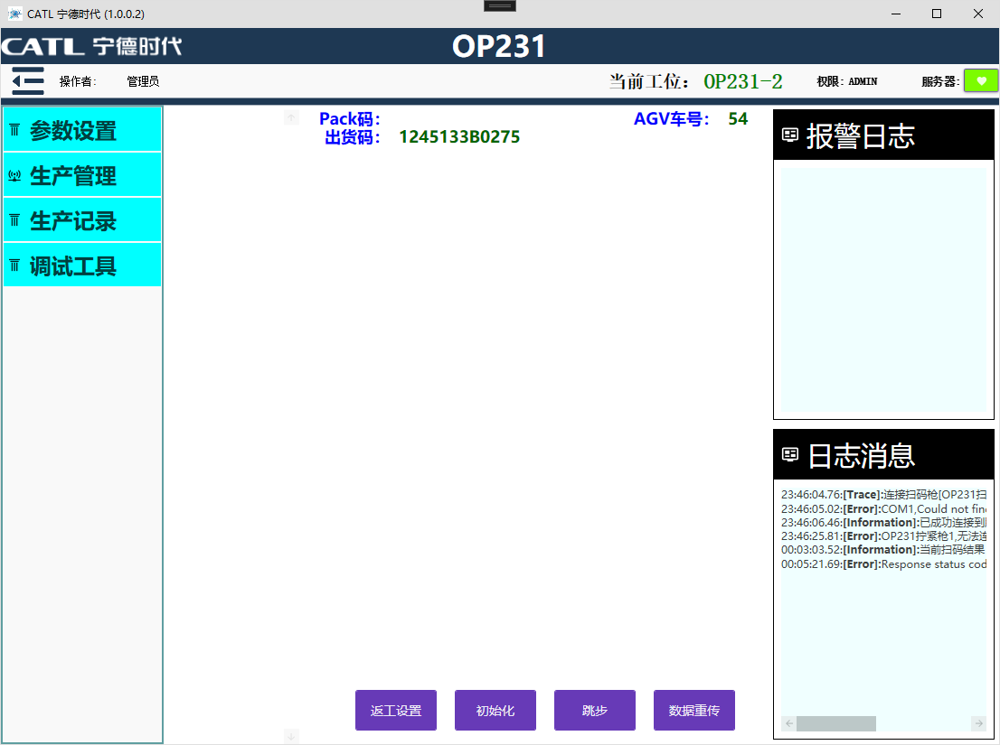 CATL 宁德时代 (1.0.0.2)
CATL 宁德时代
OP231
操作者: 管理员
当前工位： OP231-2
权限: ADMIN
服务器:
参数设置
生产管理
生产记录
调试工具
Pack码：
AGV车号： 54
出货码： 1245133B0275
报警日志
日志消息
23:46:04.76:[Trace]:连接扫码枪[OP231扫
23:46:05.02:[Error]:COM1,Could not fin
23:46:06.46:[Information]:已成功连接到
23:46:25.81:[Error]:OP231拧紧枪1,无法连
00:03:03.52:[Information]:当前扫码结果
00:05:21.69:[Error]:Response status cod
返工设置
初始化
跳步
数据重传